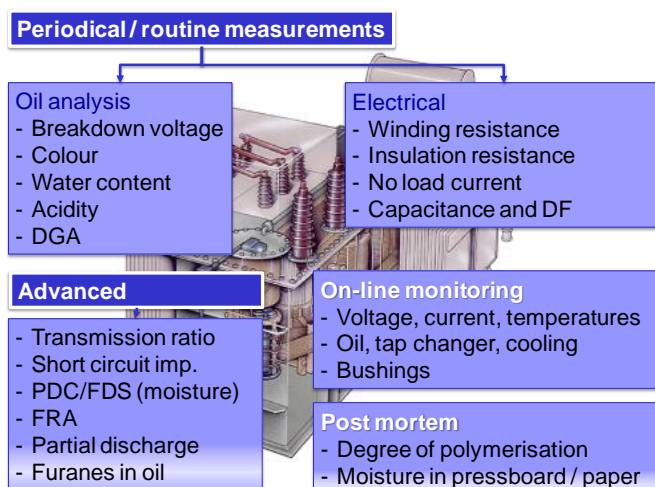 Periodical / routine measurements
Oil analysis
- Breakdown voltage
- Colour
- Water content
- Acidity
- DGA
Electrical
- Winding resistance
- Insulation resistance
- No load current
- Capacitance and DF
Advanced
- Transmission ratio
- Short circuit imp.
- PDC/FDS (moisture)
- FRA
- Partial discharge
- Furanes in oil
On-line monitoring
- Voltage, current, temperatures
- Oil, tap changer, cooling
- Bushings
Post mortem
- Degree of polymerisation
- Moisture in pressboard / paper